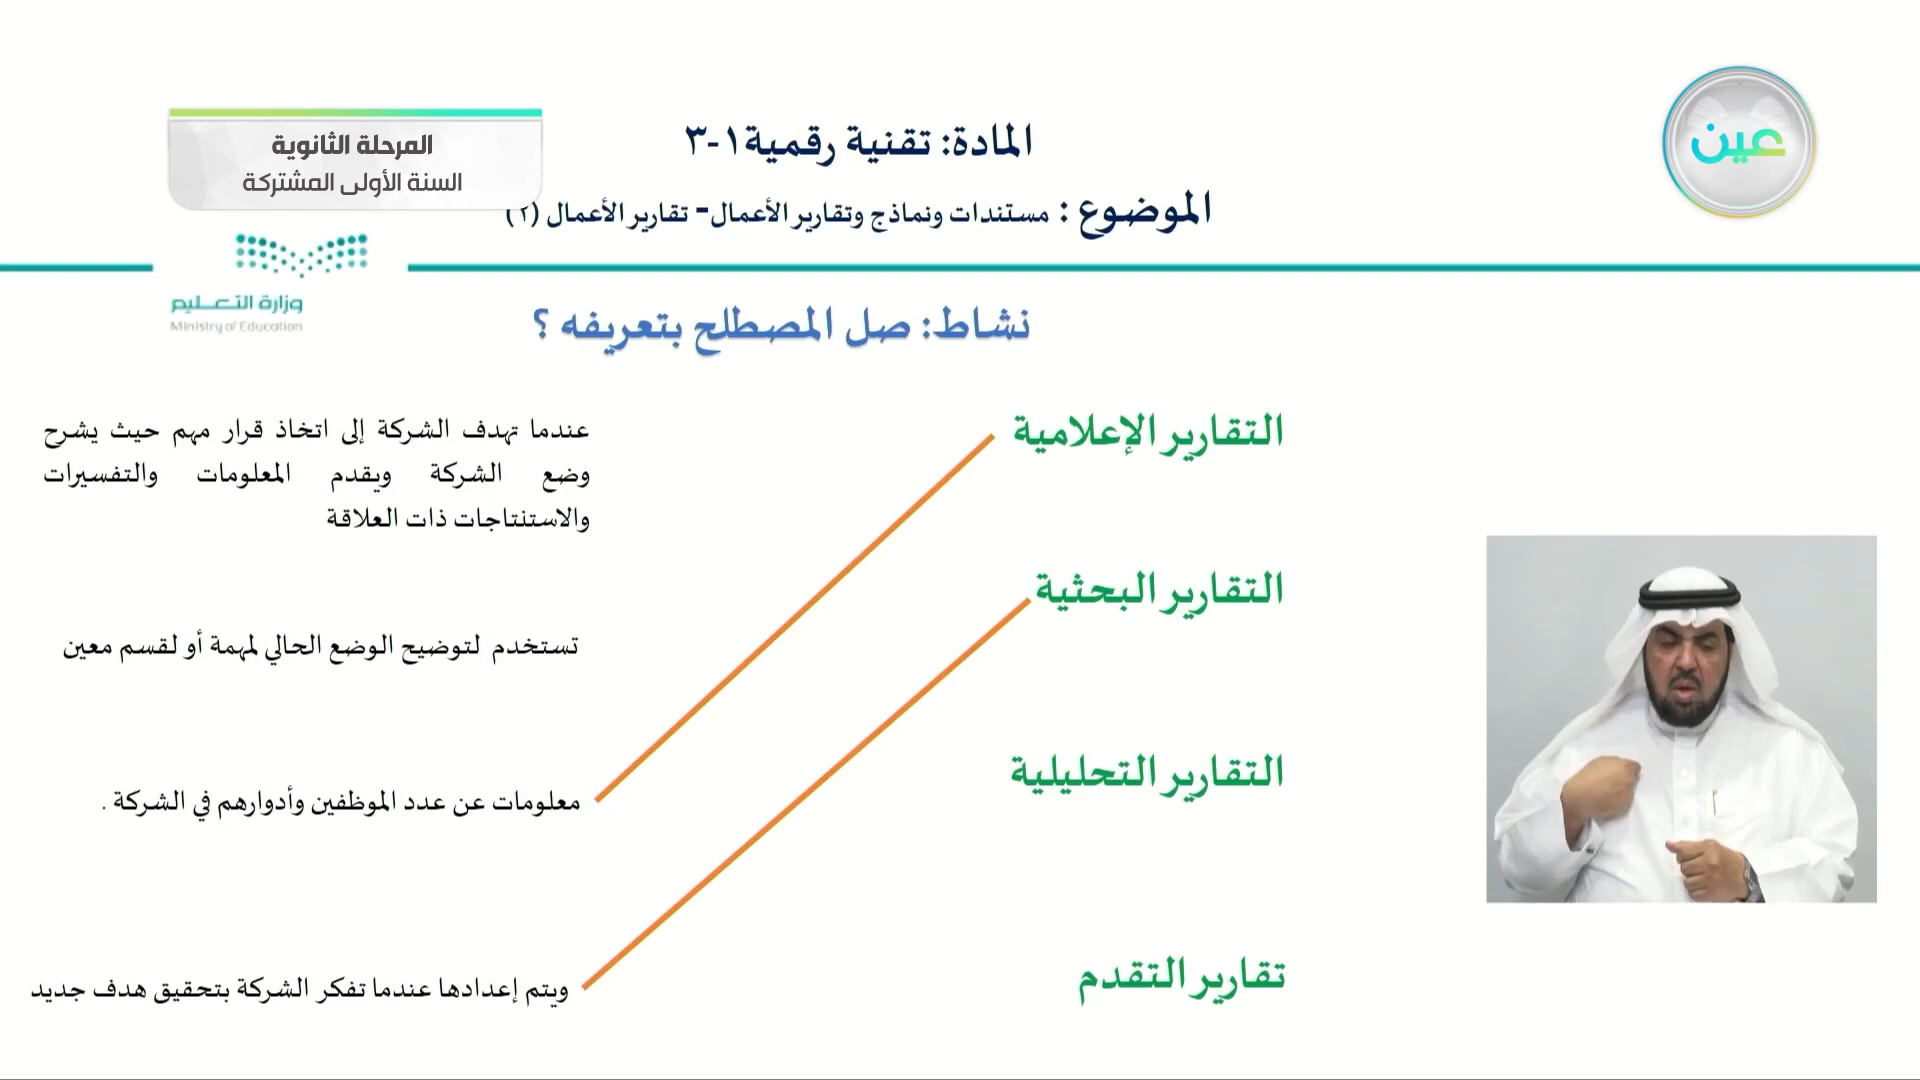 عين
المادة: تقنية رقمية١-٣
المرحلة الثانوية
السنة الأولى المشتركة
الموضوع : مستندات ونماذج وتقارير الأعمال- تقارير الأعمال (٢)
وزارة التعليم
Ministry of Education
نشاط: صل المصطلح بتعريفه ؟
التقارير الإعلامية
التقارير البحثية
التقارير التحليلية
تقارير التقدم
عندما تهدف الشركة إلى اتخاذ قرار مهم حيث يشرح
وضع الشركة ويقدم المعلومات والتفسيرات
والاستنتاجات ذات العلاقة
تستخدم لتوضيح الوضع الحالي لمهمة أو لقسم معين
معلومات عن عدد الموظفين وأدوارهم في الشركة .
ويتم إعدادها عندما تفكر الشركة بتحقيق هدف جديد